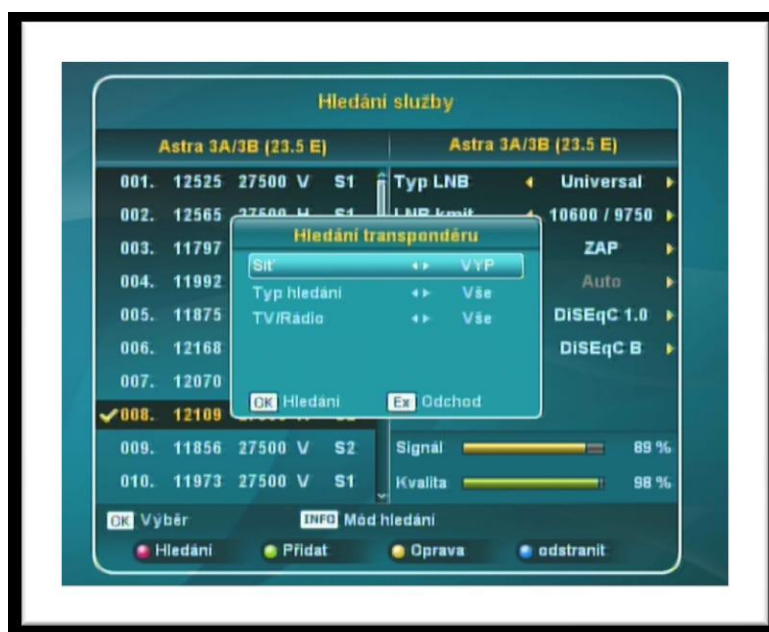 Hledání služby
Astra 3A/3B (23.5 E) Astra 3A/3B (23.5 E)
001. 12525 27500 V S1 Typ LNB Universal
002. 12565 27500 H S1 LNB kmit 10600 / 9750
003. 11797 ZAP
004. 11992 Auto
005. 11875 DiSEqC 1.0
006. 12168 DiSEqC B
007. 12070
008. 12109
009. 11856 27500 V S2 Signál 89 %
010. 11973 27500 V S1 Kvalita 98 %
Hledání transpondéru
Síť VYP
Typ hledání Vše
TV/Rádio Vše
OK Hledání Ex Odchod
OK Výběr INFO Mód hledání
Hledání Přidat Oprava odstranit